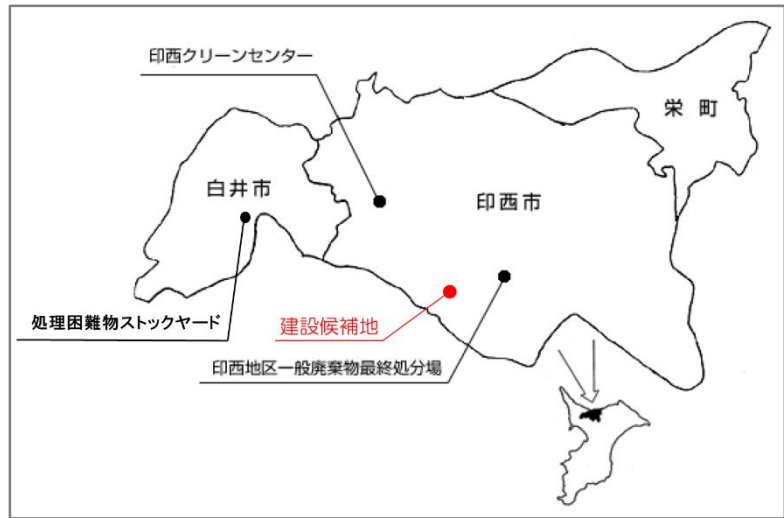 印西クリーンセンター
栄町
白井市
印西市
処理困難物ストックヤード
建設候補地
印西地区一般廃棄物最終処分場